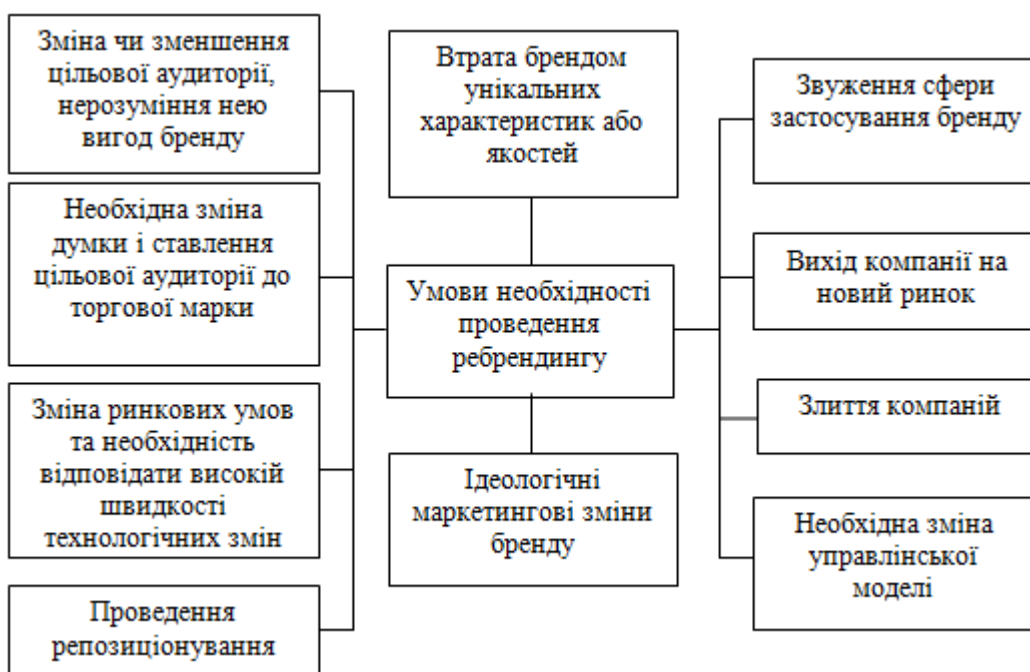 Зміна чи зменшення
цільової аудиторії,
нерозуміння нею
вигод бренду
Необхідна зміна
думки і ставлення
цільової аудиторії до
торгової марки
Зміна ринкових умов
та необхідність
відповідати високій
швидкості
технологічних змін
Проведення
репозиціонування
Втрата брендом
унікальних
характеристик або
якостей
Умови необхідності
проведення
ребрендингу
Ідеологічні
маркетингові зміни
бренду
Звуження сфери
застосування бренду
Вихід компанії на
новий ринок
Злиття компаній
Необхідна зміна
управлінської
моделі